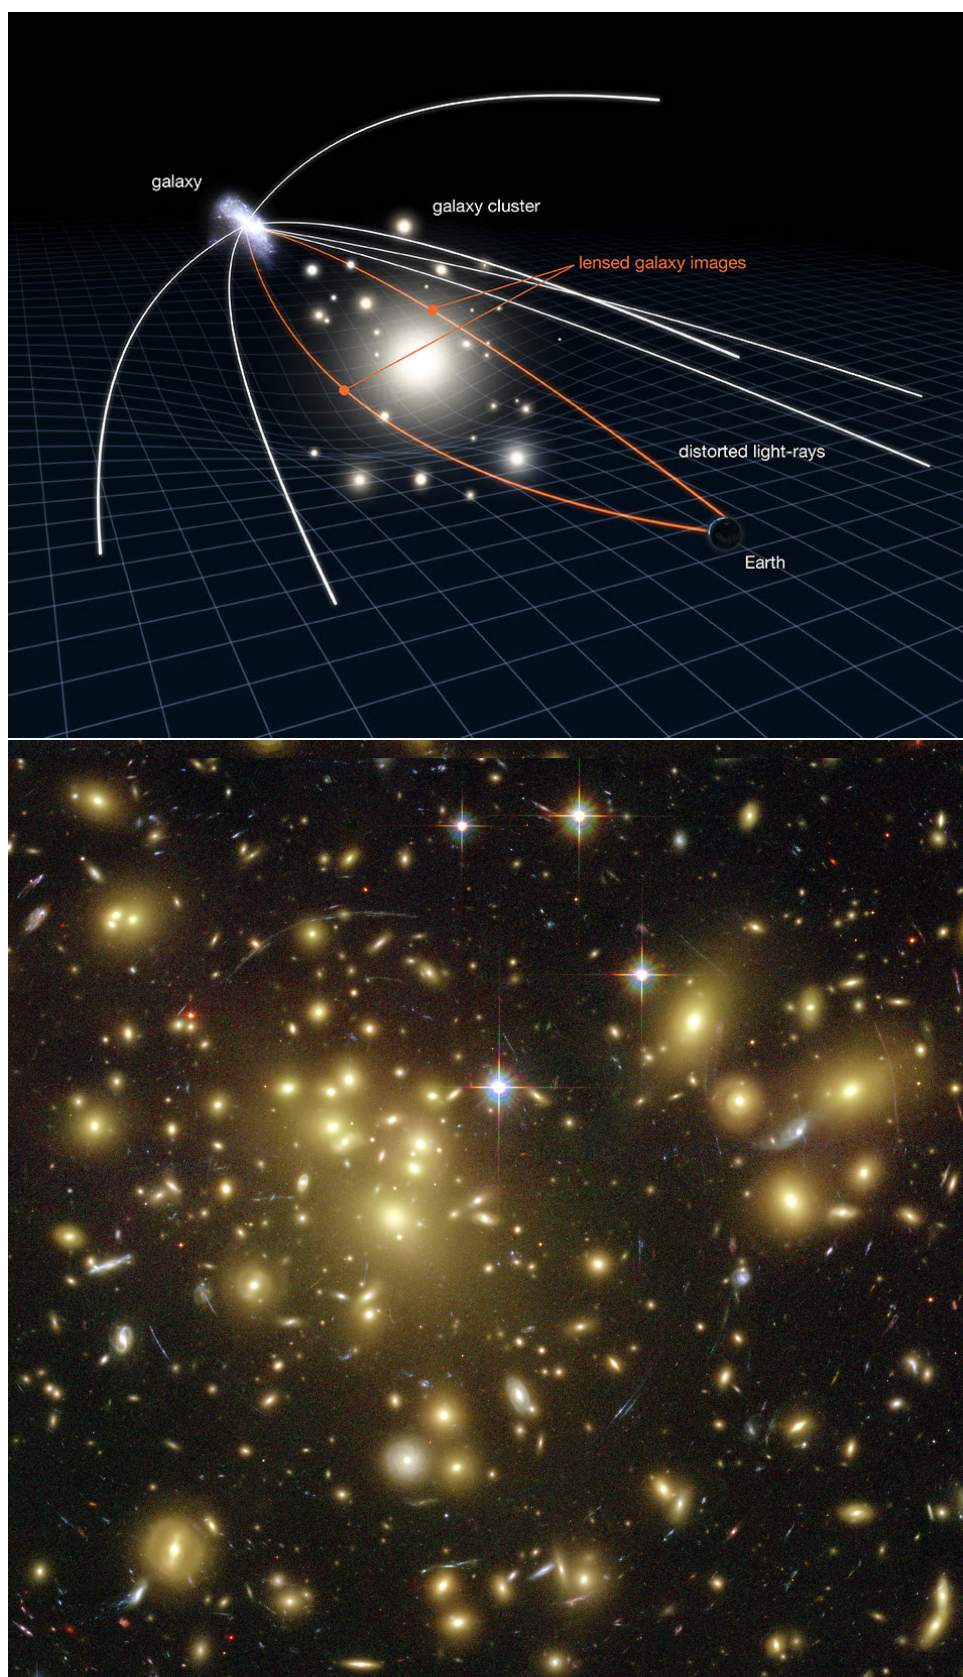 galaxy
galaxy cluster
lensed galaxy images
distorted light-rays
Earth